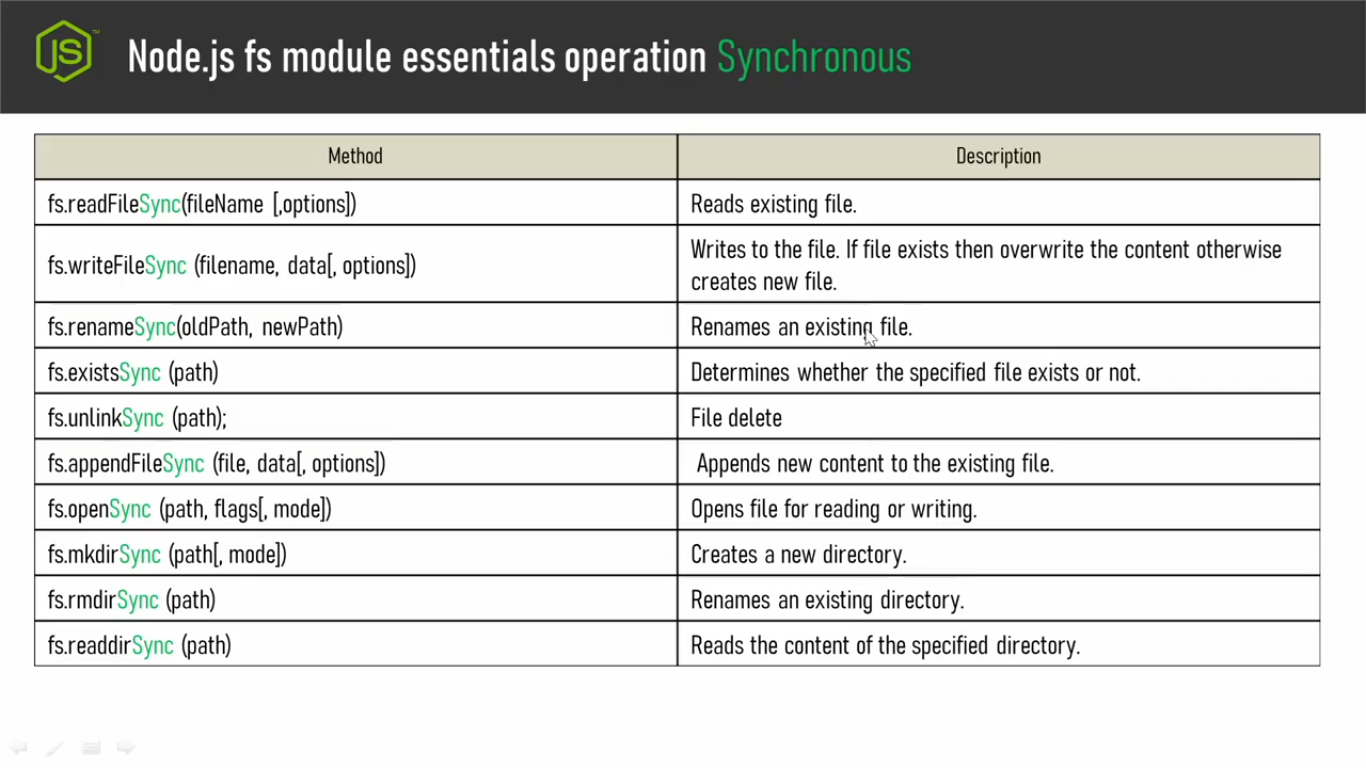 JS™
Node.js fs module essentials operation Synchronous
Method
Description
fs.readFileSync(fileName [,options])
Reads existing file.
fs.writeFileSync (filename, data[, options])
Writes to the file. If file exists then overwrite the content otherwise
creates new file.
fs.renameSync(oldPath, newPath)
Renames an existing file.
fs.existsSync (path)
Determines whether the specified file exists or not.
fs.unlinkSync (path);
File delete
fs.appendFileSync (file, data[, options])
Appends new content to the existing file.
fs.openSync (path, flags[, mode])
Opens file for reading or writing.
fs.mkdirSync (path[, mode])
Creates a new directory.
fs.rmdirSync (path)
Renames an existing directory.
fs.readdirSync (path)
Reads the content of the specified directory.